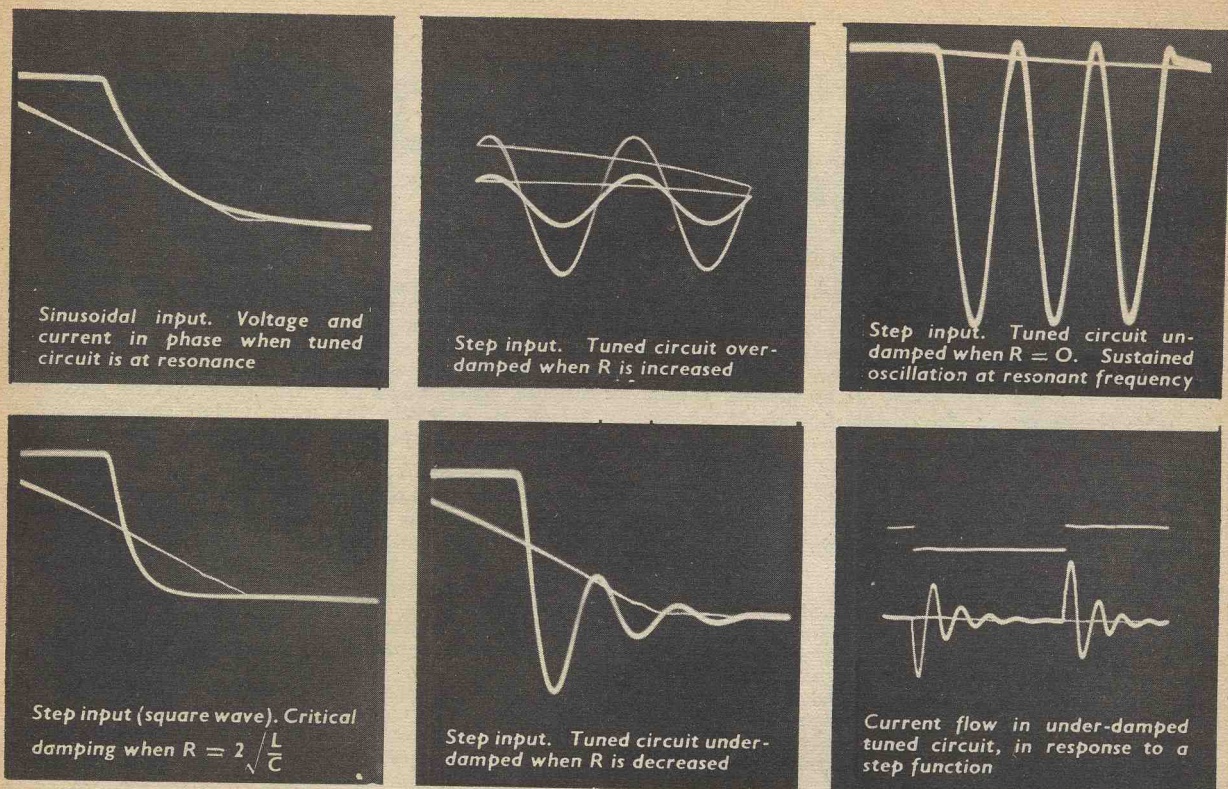 Sinusoidal input. Voltage and
current in phase when tuned
circuit is at resonance
Step input. Tuned circuit over-
damped when R is increased
Step input. Tuned circuit un-
damped when R = O. Sustained
oscillation at resonant frequency
Step input (square wave). Critical
damping when R = 2 √L/C
Step input. Tuned circuit under-
damped when R is decreased
Current flow in under-damped
tuned circuit, in response to a
step function